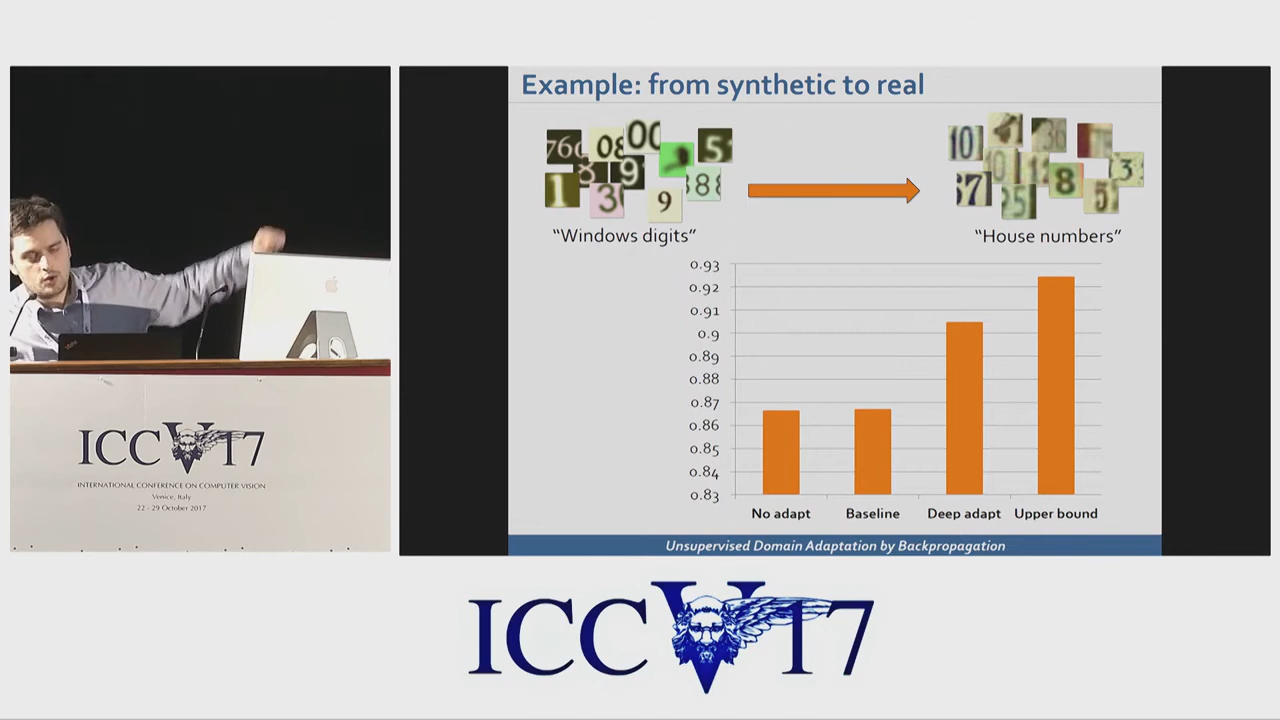 Example: from synthetic to real
"Windows digits"
"House numbers"
0.93
0.92
0.91
0.9
0.89
0.88
0.87
0.86
0.85
0.84
0.83
No adapt
Baseline
Deep adapt
Upper bound
Unsupervised Domain Adaptation by Backpropagation
ICCV17
INTERNATIONAL CONFERENCE ON COMPUTER VISION
Venice, Italy
22 - 29 October 2017
ICCV17